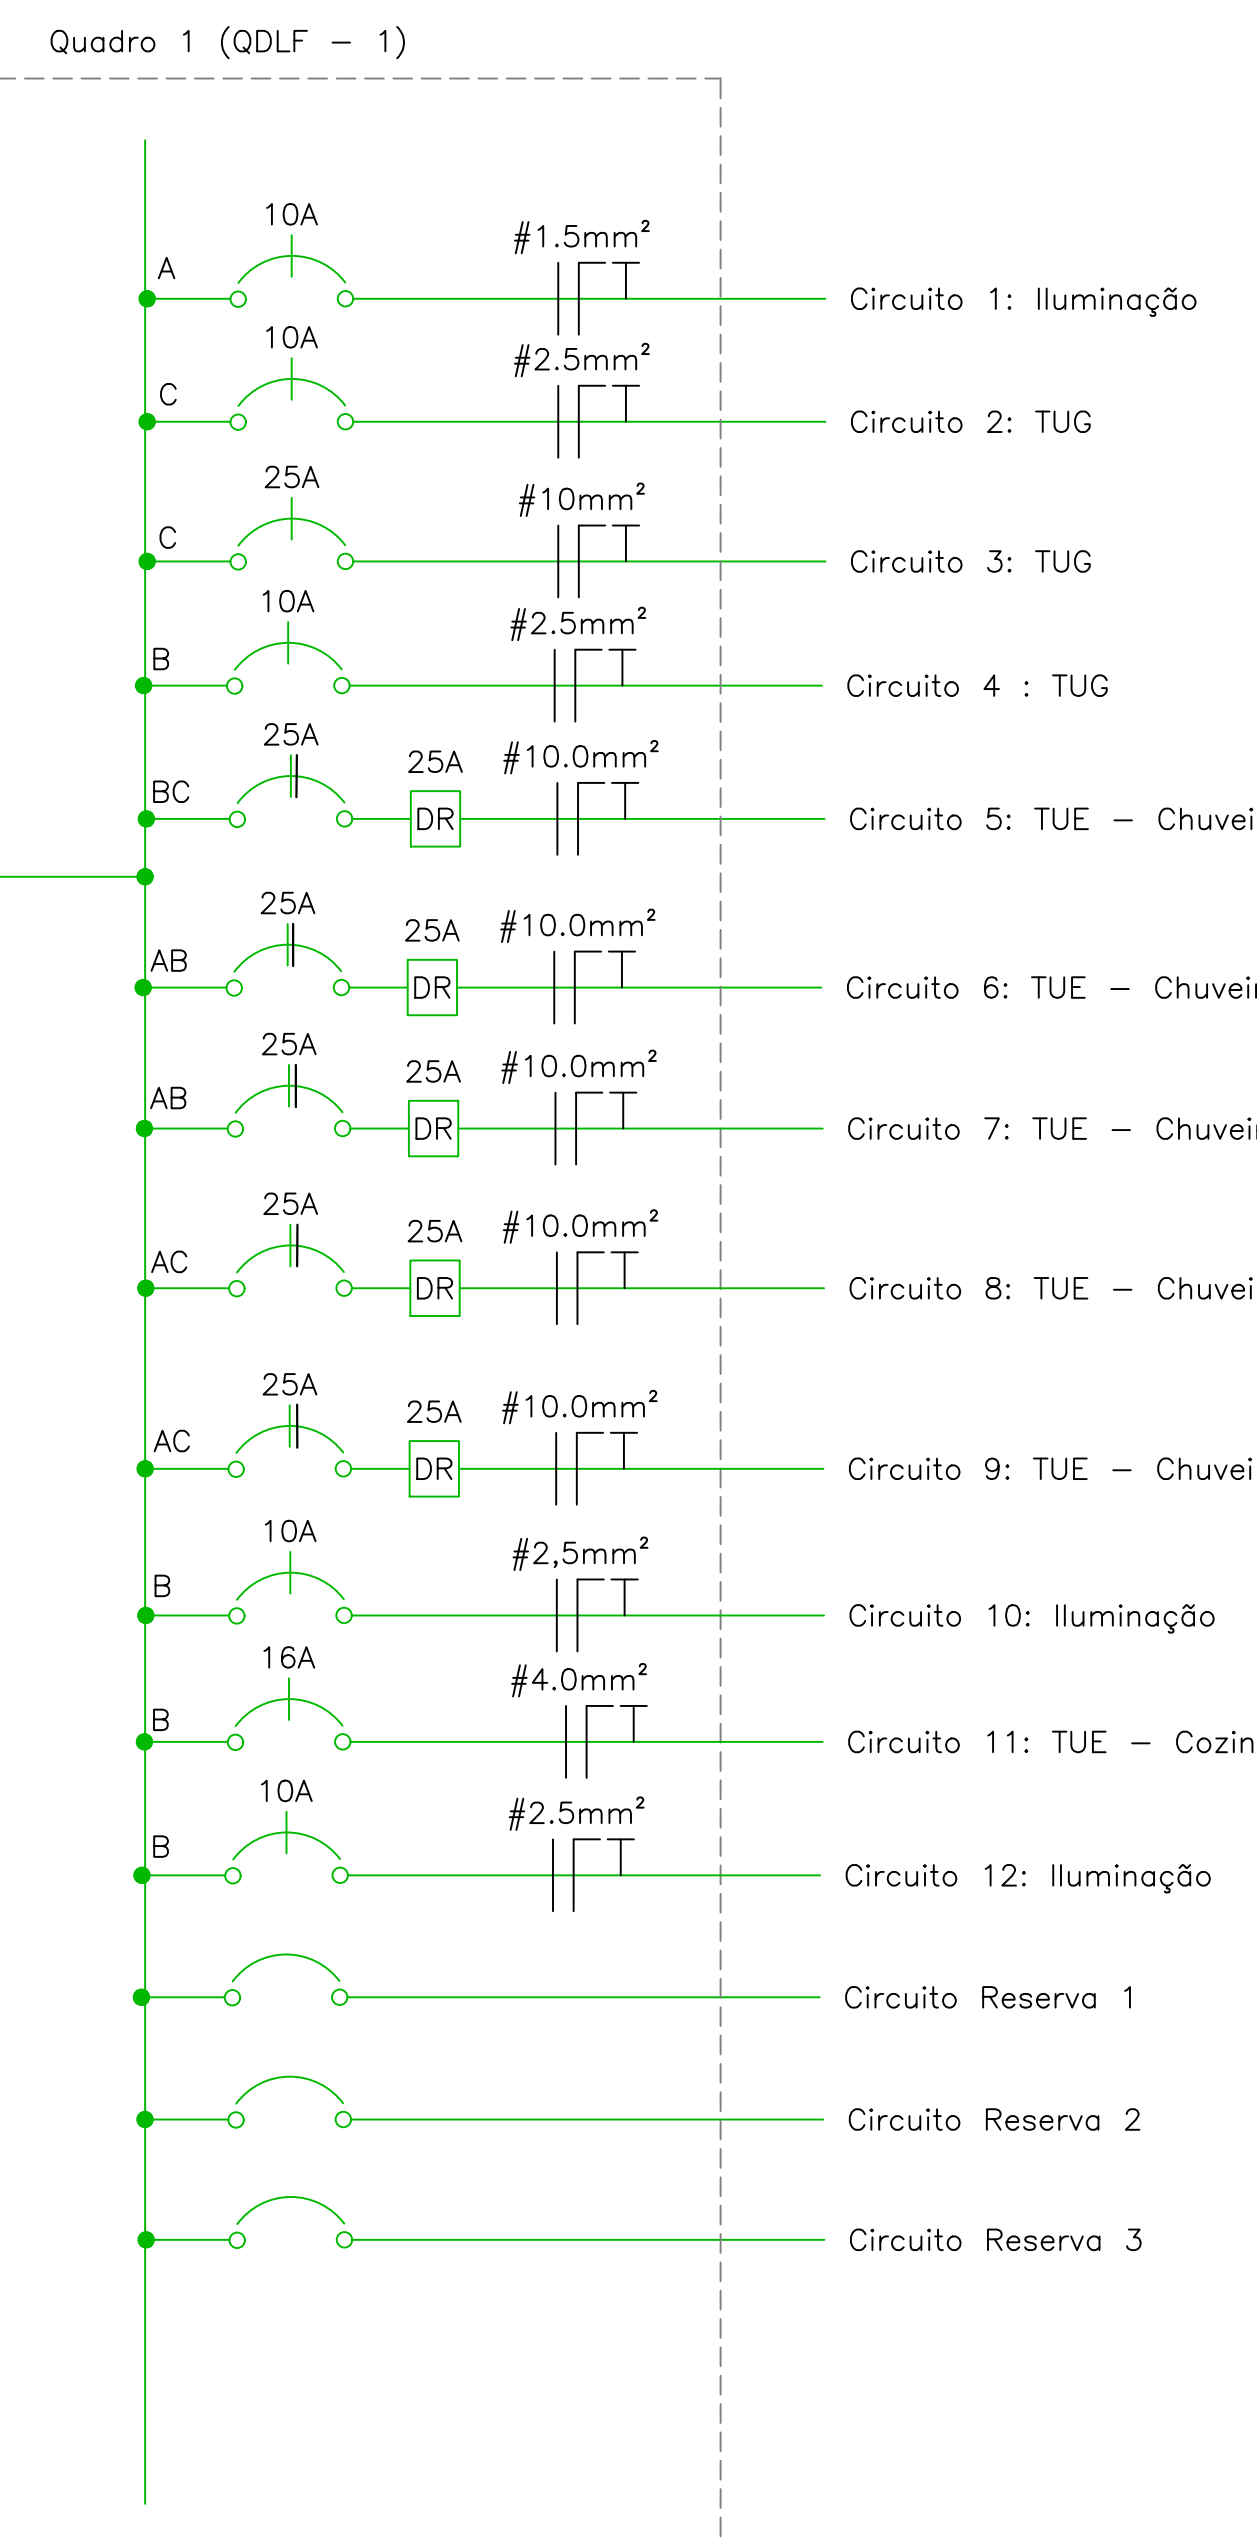 Quadro 1 (QDLF - 1)
10A
#1.5mm²
A
Circuito 1: Iluminação
10A
#2.5mm²
C
Circuito 2: TUG
25A
#10mm²
C
Circuito 3: TUG
10A
#2.5mm²
B
Circuito 4 : TUG
25A
25A
#10.0mm²
BC
DR
Circuito 5: TUE - Chuvei
25A
25A
#10.0mm²
AB
DR
Circuito 6: TUE - Chuveir
25A
25A
#10.0mm²
AB
DR
Circuito 7: TUE - Chuveir
25A
25A
#10.0mm²
AC
DR
Circuito 8: TUE - Chuvei
25A
25A
#10.0mm²
AC
DR
Circuito 9: TUE - Chuvei
10A
#2,5mm²
B
Circuito 10: Iluminação
16A
#4.0mm²
B
Circuito 11: TUE - Cozin
10A
#2.5mm²
B
Circuito 12: Iluminação
Circuito Reserva 1
Circuito Reserva 2
Circuito Reserva 3